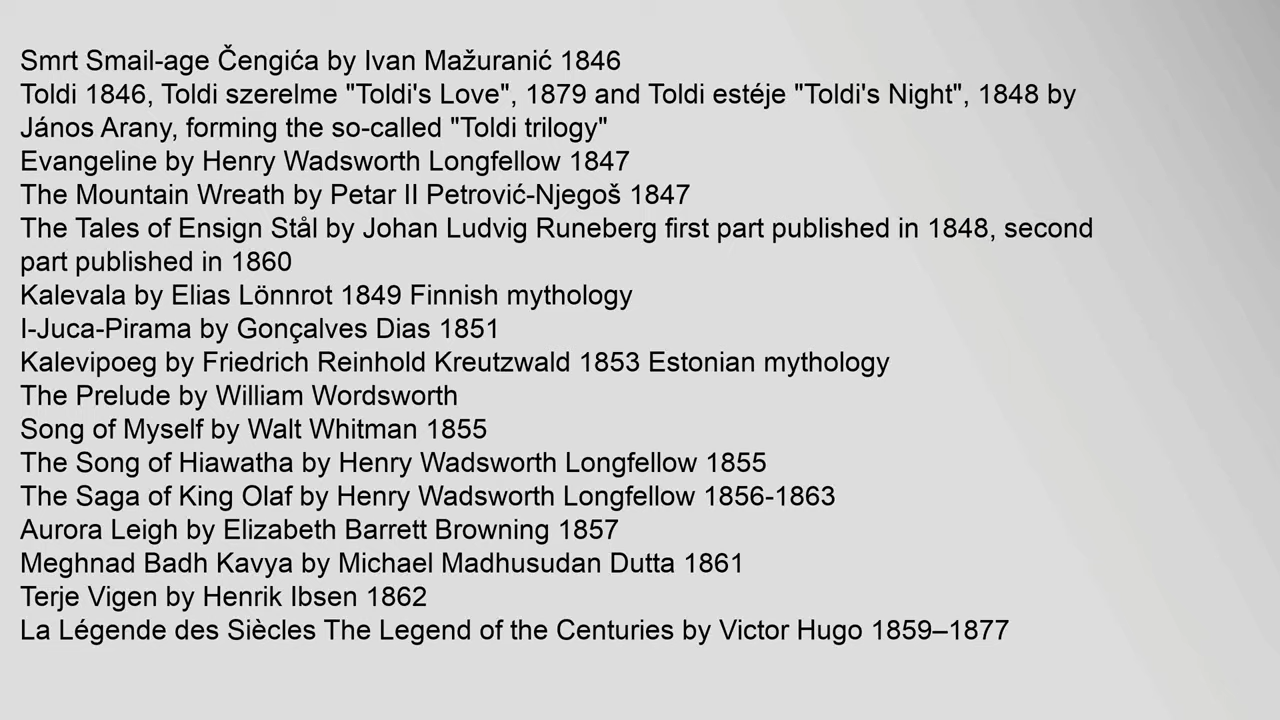 Smrt Smail-age Čengića by Ivan Mažuranić 1846
Toldi 1846, Toldi szerelme "Toldi's Love", 1879 and Toldi estéje "Toldi's Night", 1848 by
János Arany, forming the so-called "Toldi trilogy"
Evangeline by Henry Wadsworth Longfellow 1847
The Mountain Wreath by Petar II Petrović-Njegoš 1847
The Tales of Ensign Stål by Johan Ludvig Runeberg first part published in 1848, second
part published in 1860
Kalevala by Elias Lönnrot 1849 Finnish mythology
I-Juca-Pirama by Gonçalves Dias 1851
Kalevipoeg by Friedrich Reinhold Kreutzwald 1853 Estonian mythology
The Prelude by William Wordsworth
Song of Myself by Walt Whitman 1855
The Song of Hiawatha by Henry Wadsworth Longfellow 1855
The Saga of King Olaf by Henry Wadsworth Longfellow 1856-1863
Aurora Leigh by Elizabeth Barrett Browning 1857
Meghnad Badh Kavya by Michael Madhusudan Dutta 1861
Terje Vigen by Henrik Ibsen 1862
La Légende des Siècles The Legend of the Centuries by Victor Hugo 1859–1877